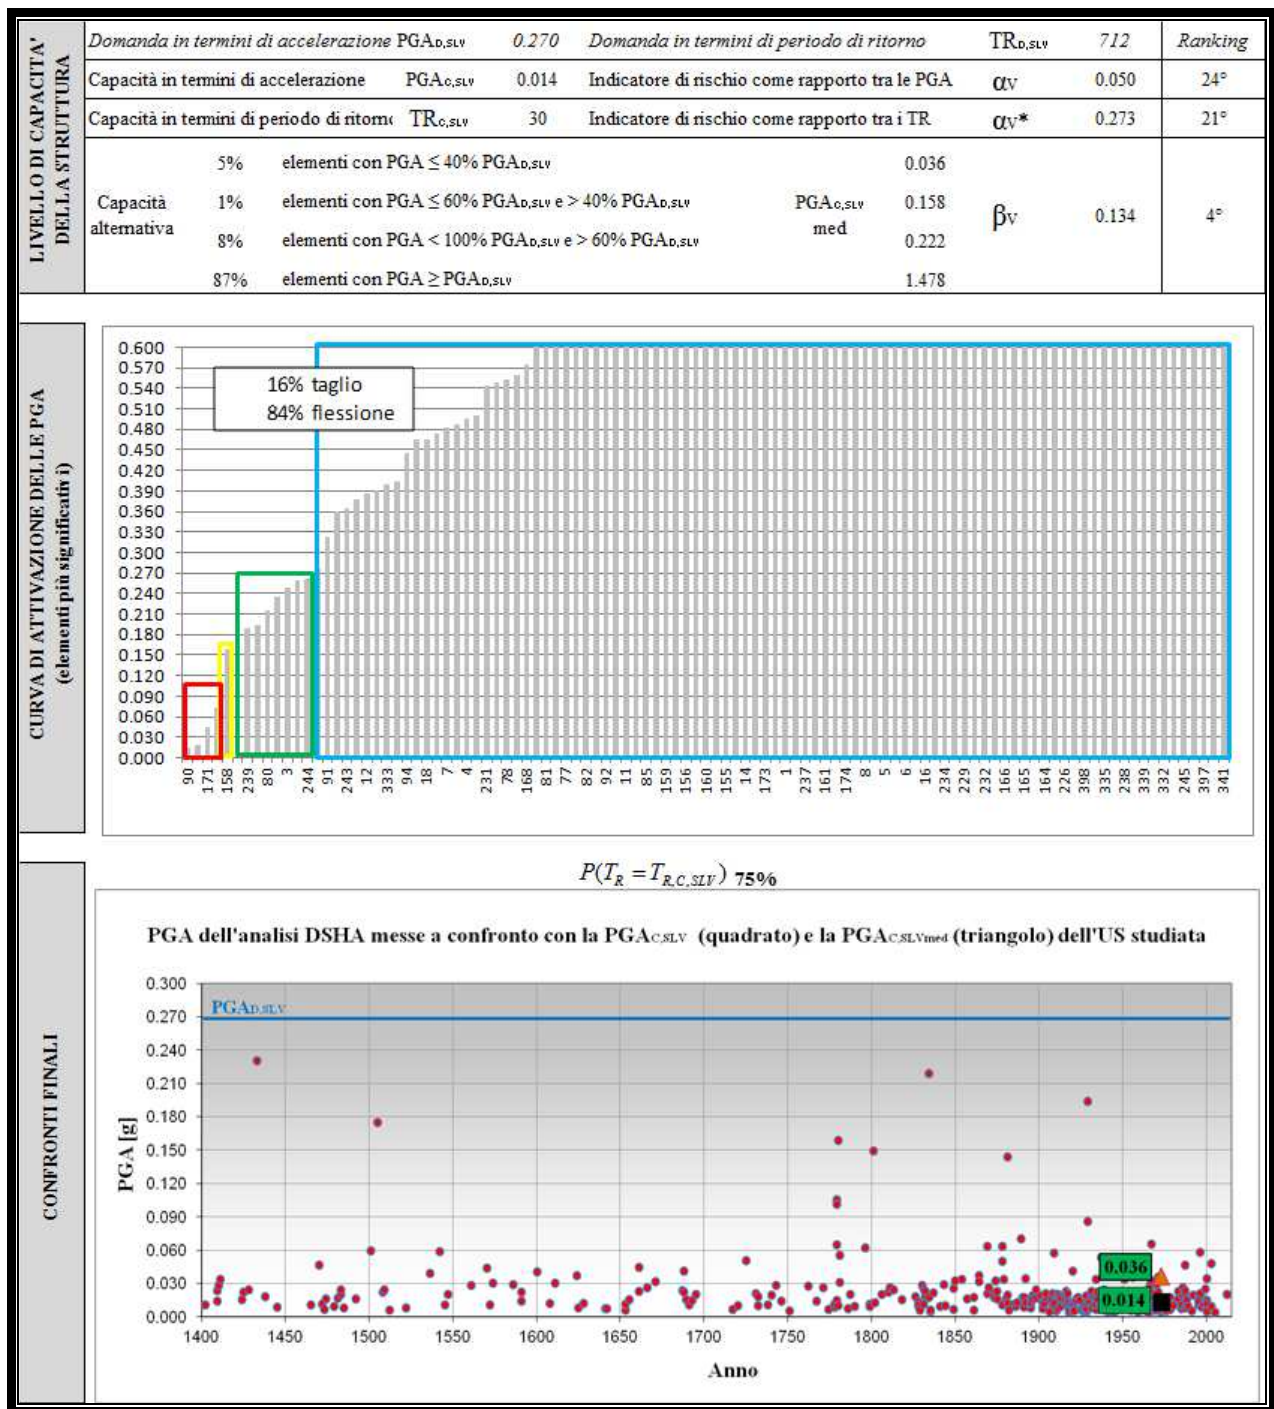 LIVELLO DI CAPACITA'
DELLA STRUTTURA
Domanda in termini di accelerazione PGAD,SLV 0.270 Domanda in termini di periodo di ritorno TRD,SLV 712 Ranking
Capacità in termini di accelerazione PGAC,SLV 0.014 Indicatore di rischio come rapporto tra le PGA αV 0.050 24°
Capacità in termini di periodo di ritorno TRC,SLV 30 Indicatore di rischio come rapporto tra i TR αV* 0.273 21°
Capacità
alternativa
5% elementi con PGA ≤ 40% PGAD,SLV 0.036
1% elementi con PGA ≤ 60% PGAD,SLV e > 40% PGAD,SLV 0.158
8% elementi con PGA < 100% PGAD,SLV e > 60% PGAD,SLV 0.222
87% elementi con PGA ≥ PGAD,SLV 1.478
PGAC,SLV
med
βV 0.134 4°
CURVA DI ATTIVAZIONE DELLE PGA
(elementi più significativi)
0.600
0.570
0.540
0.510
0.480
0.450
0.420
0.390
0.360
0.330
0.300
0.270
0.240
0.210
0.180
0.150
0.120
0.090
0.060
0.030
0.000
16% taglio
84% flessione
90 171 158 239 80 3 244 91 243 12 333 94 18 7 4 231 78 168 81 77 82 92 11 85 159 156 160 155 14 173 1 237 161 174 8 5 6 16 234 229 232 166 165 164 226 398 335 238 339 332 245 397 341
CONFRONTI FINALI
P(TR = TR,C,SLV) 75%
PGA dell'analisi DSHA messe a confronto con la PGAC,SLV (quadrato) e la PGAC,SLVmed (triangolo) dell'US studiata
PGA [g]
0.300
0.270
0.240
0.210
0.180
0.150
0.120
0.090
0.060
0.030
0.000
PGAD,SLV
0.036
0.014
1400 1450 1500 1550 1600 1650 1700 1750 1800 1850 1900 1950 2000
Anno